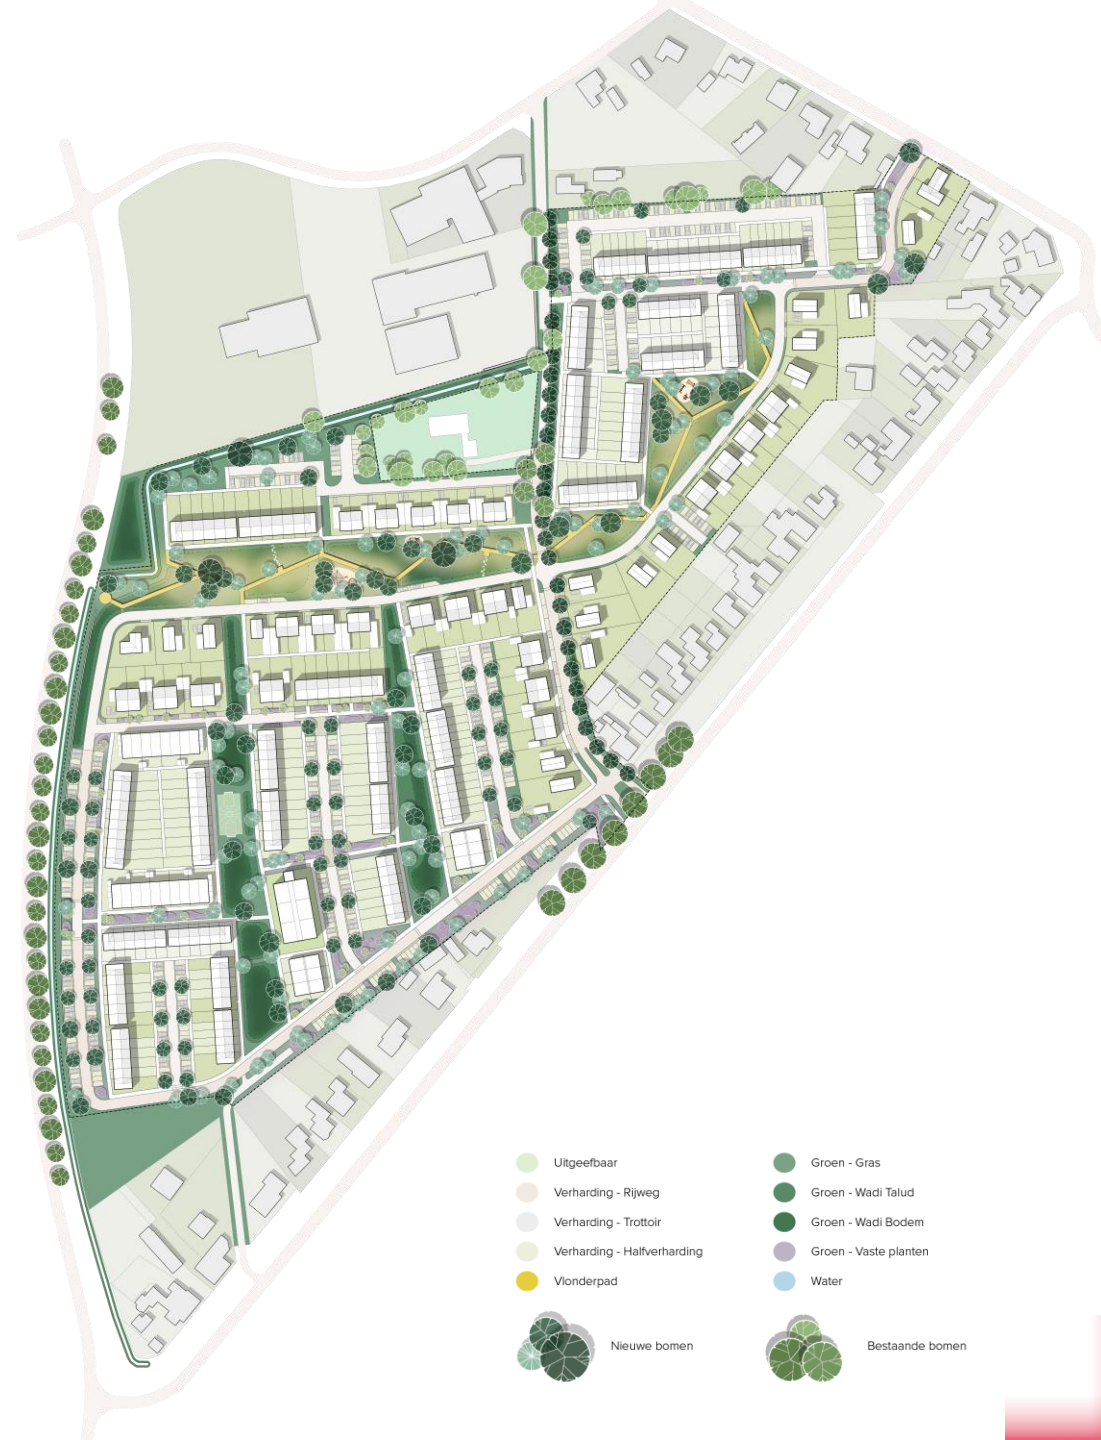 Uitgeefbaar
Verharding - Rijweg
Verharding - Trottoir
Verharding - Halfverharding
Vlonderpad
Groen - Gras
Groen - Wadi Talud
Groen - Wadi Bodem
Groen - Vaste planten
Water
Nieuwe bomen
Bestaande bomen